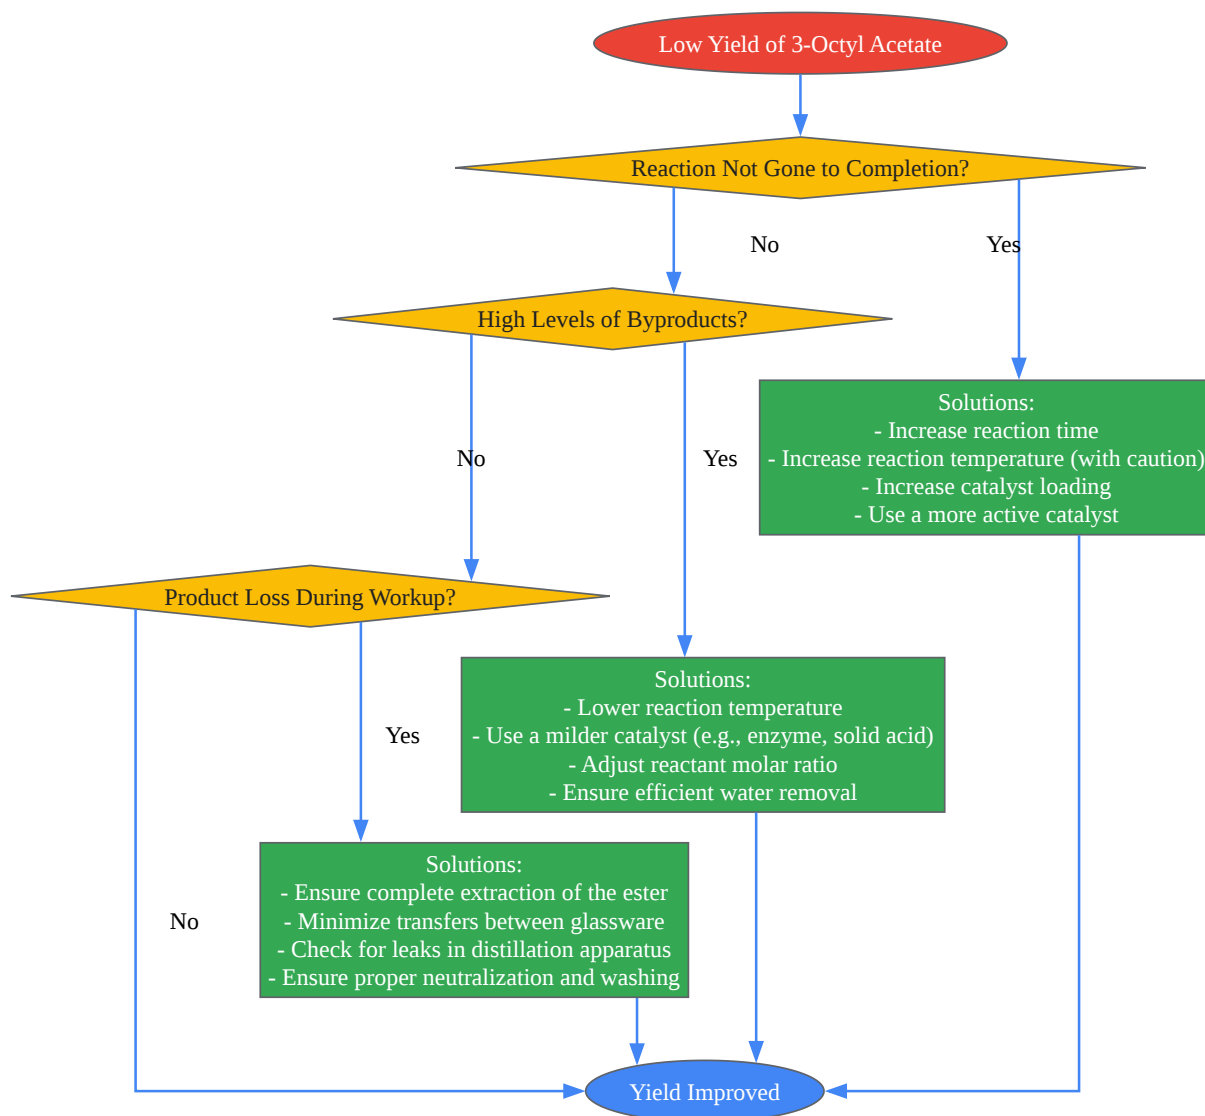 Low Yield of 3-Octyl Acetate
Reaction Not Gone to Completion?
No
Yes
High Levels of Byproducts?
Solutions:
- Increase reaction time
- Increase reaction temperature (with caution)
- Increase catalyst loading
- Use a more active catalyst
No
Yes
Product Loss During Workup?
Solutions:
- Lower reaction temperature
- Use a milder catalyst (e.g., enzyme, solid acid)
- Adjust reactant molar ratio
- Ensure efficient water removal
Yes
Solutions:
- Ensure complete extraction of the ester
- Minimize transfers between glassware
- Check for leaks in distillation apparatus
- Ensure proper neutralization and washing
No
Yield Improved